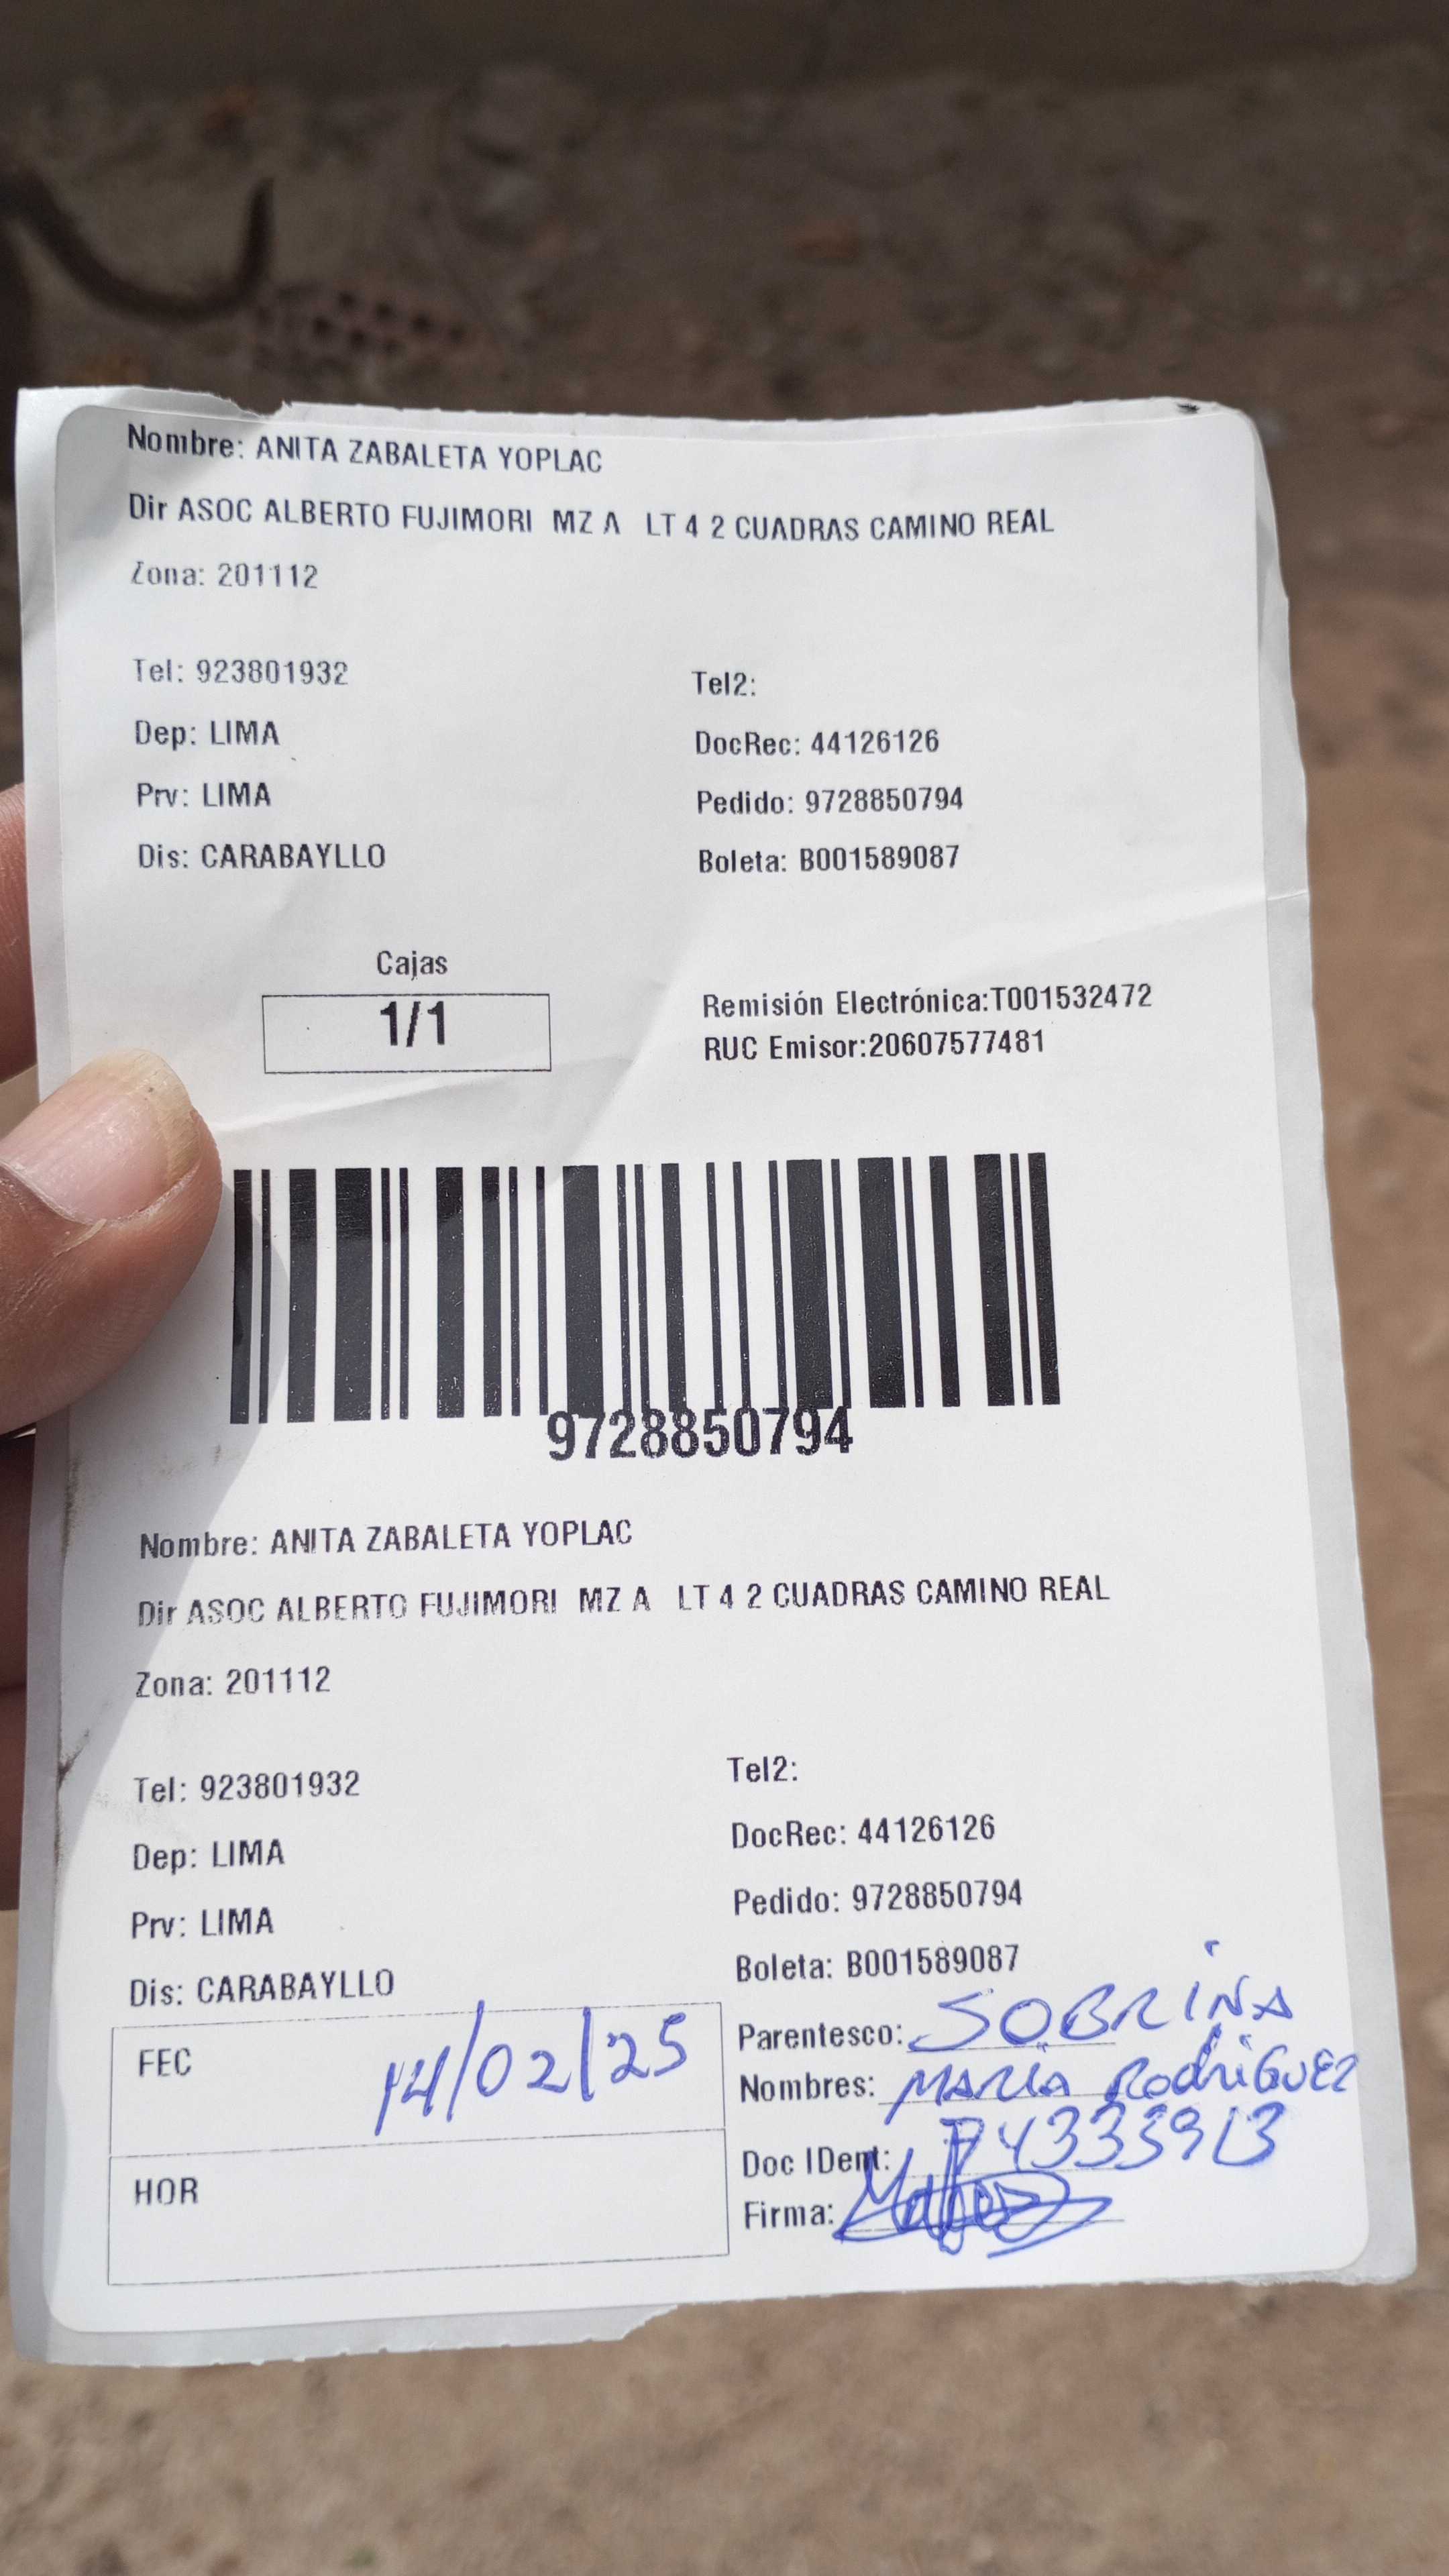 Nombre: ANITA ZABALETA YOPLAC
Dir ASOC ALBERTO FUJIMORI MZ A LT 4 2 CUADRAS CAMINO REAL
Zona: 201112
Tel: 923801932
Tel2:
Dep: LIMA
DocRec: 44126126
Prv: LIMA
Pedido: 9728850794
Dis: CARABAYLLO
Boleta: B001589087
Cajas
1/1
Remisión Electrónica:T001532472
RUC Emisor:20607577481
9728850794
Nombre: ANITA ZABALETA YOPLAC
Dir ASOC ALBERTO FUJIMORI MZ A LT 4 2 CUADRAS CAMINO REAL
Zona: 201112
Tel: 923801932
Tel2:
Dep: LIMA
DocRec: 44126126
Prv: LIMA
Pedido: 9728850794
Dis: CARABAYLLO
Boleta: B001589087
FEC 14/02/25
Parentesco: SOBRINA
Nombres: MARIA RodriGUEZ
HOR
Doc IDent: 74333913
Firma: